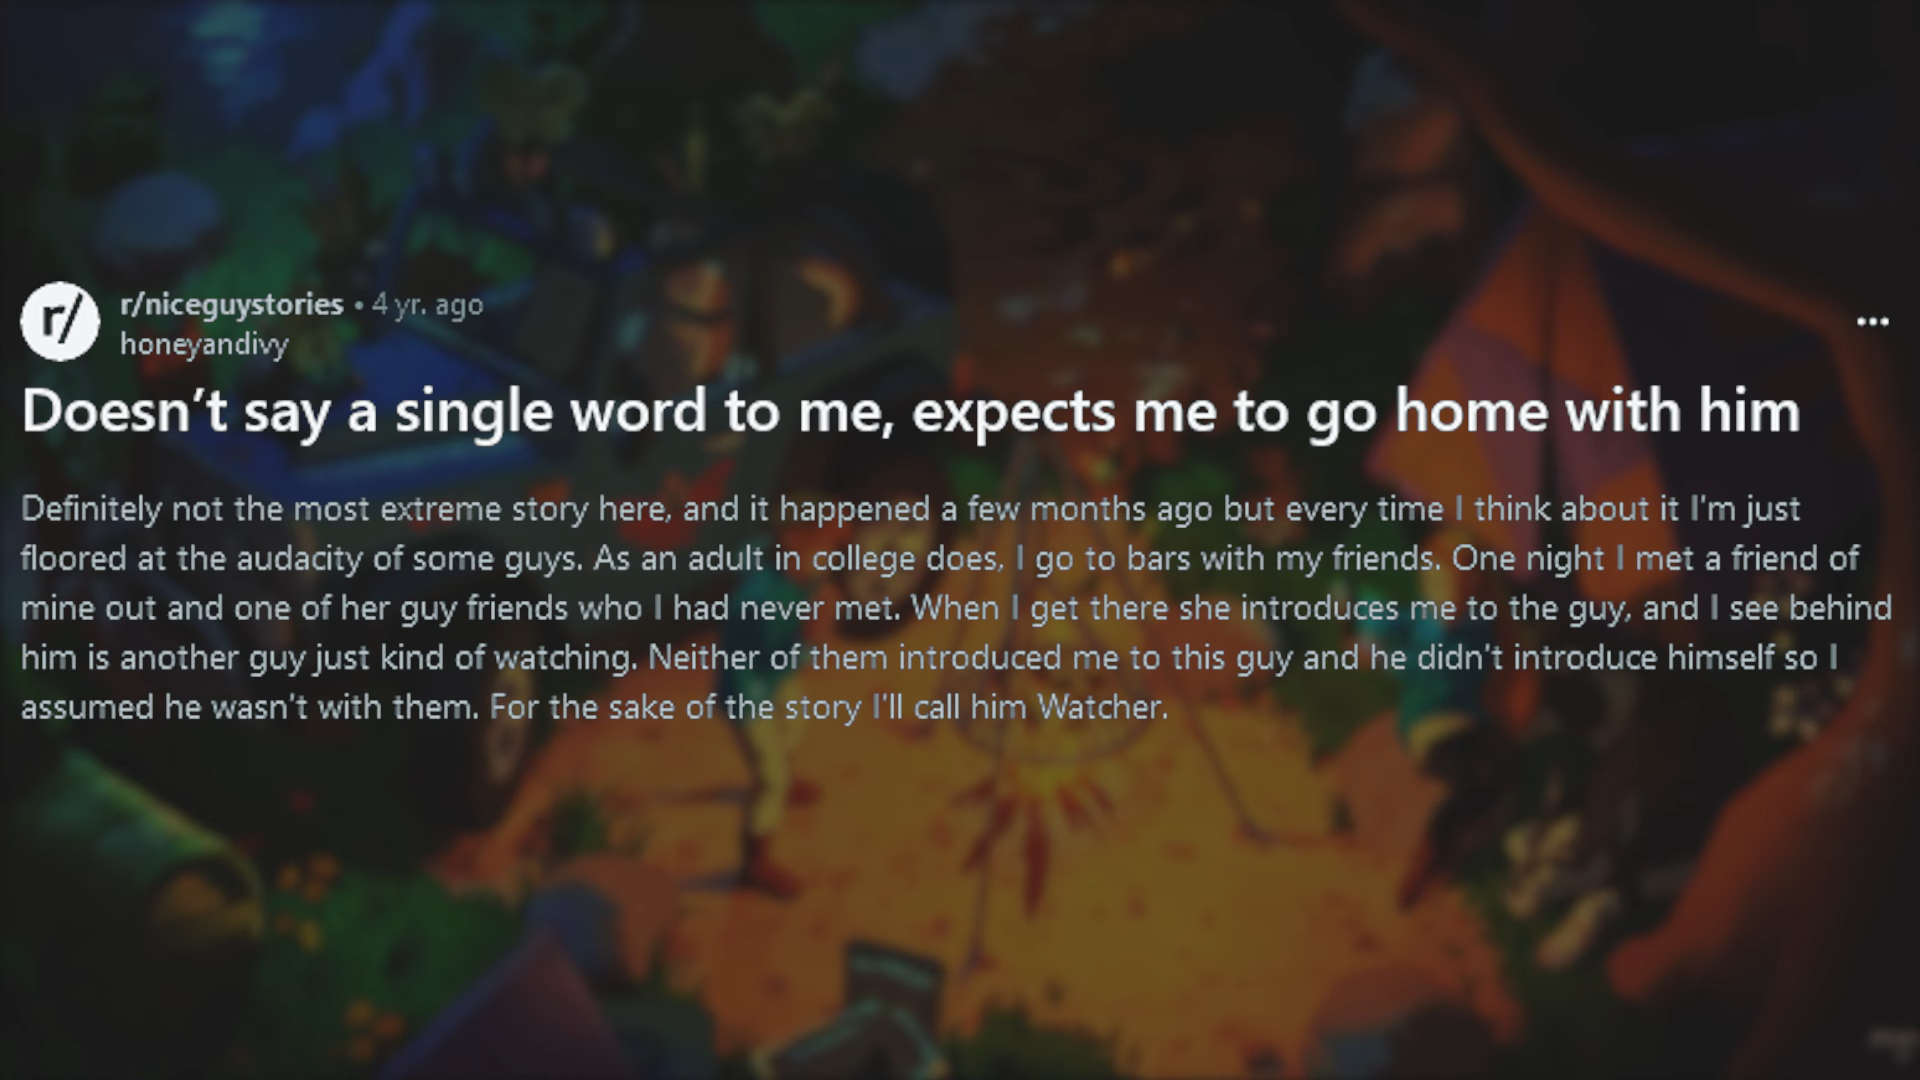 r/
r/niceguystories • 4 yr. ago
honeyandivy
...
Doesn't say a single word to me, expects me to go home with him
Definitely not the most extreme story here, and it happened a few months ago but every time I think about it I'm just
floored at the audacity of some guys. As an adult in college does, I go to bars with my friends. One night I met a friend of
mine out and one of her guy friends who I had never met. When I get there she introduces me to the guy, and I see behind
him is another guy just kind of watching. Neither of them introduced me to this guy and he didn't introduce himself so I
assumed he wasn't with them. For the sake of the story I'll call him Watcher.